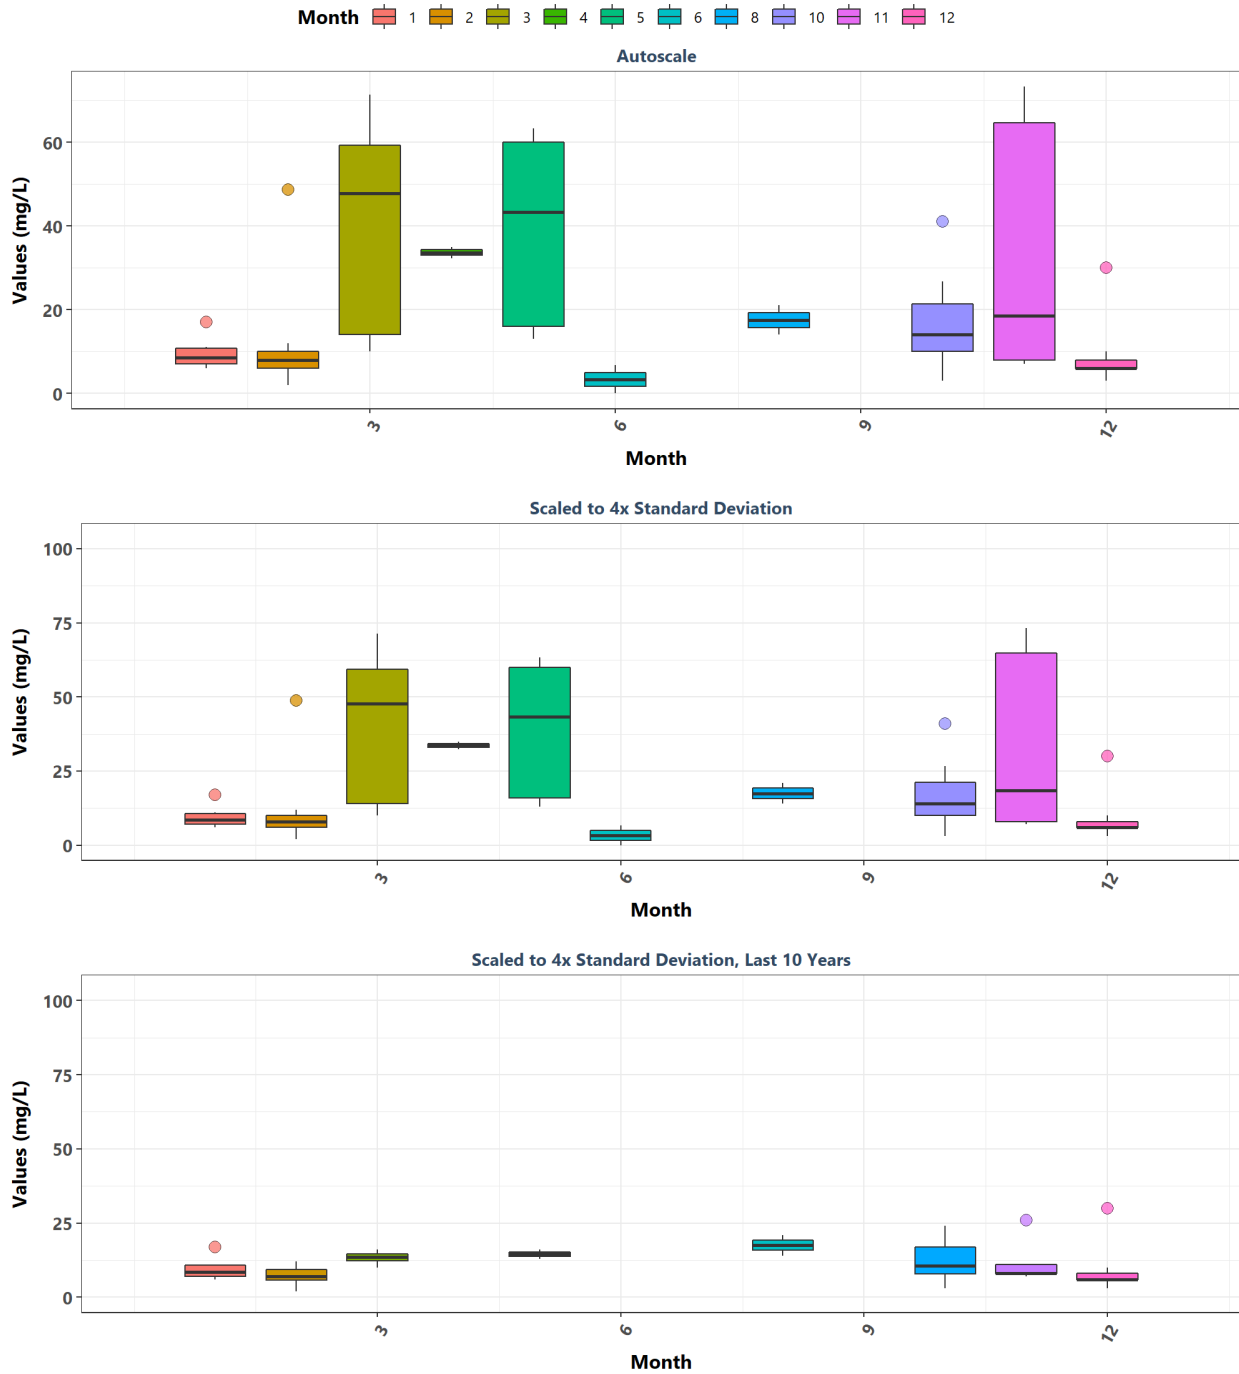 Month 1 2 3 4 5 6 8 10 11 12
Autoscale
Values (mg/L)
60
40
20
0
3 6 9 12
Month
Scaled to 4x Standard Deviation
Values (mg/L)
100
75
50
25
0
3 6 9 12
Month
Scaled to 4x Standard Deviation, Last 10 Years
Values (mg/L)
100
75
50
25
0
3 6 9 12
Month